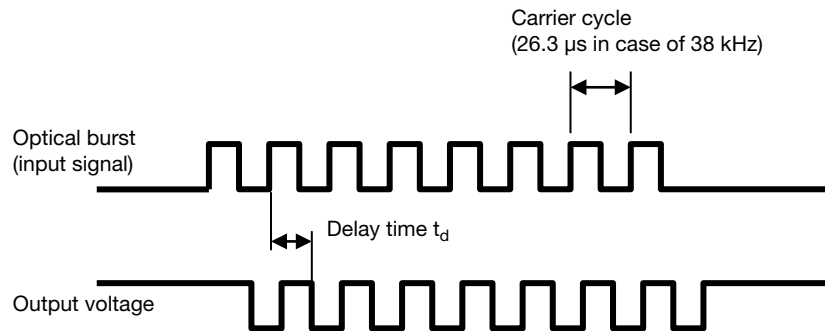 Carrier cycle
(26.3 µs in case of 38 kHz)
Optical burst
(input signal)
Delay time td
Output voltage